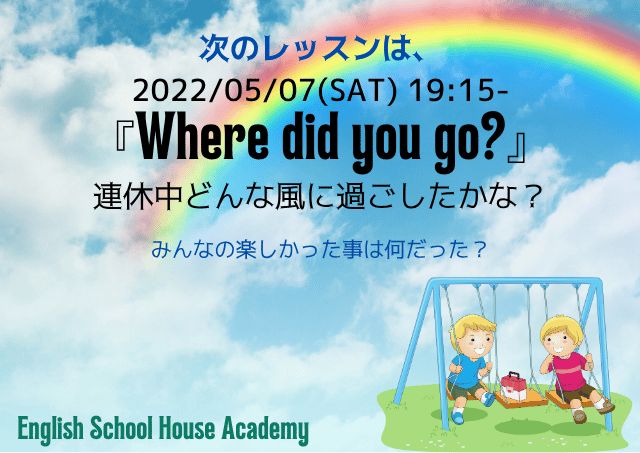 次のレッスンは、
2022/05/07(SAT) 19:15-
『Where did you go?』
連休中どんな風に過ごしたかな？
みんなの楽しかった事は何だった？
English School House Academy